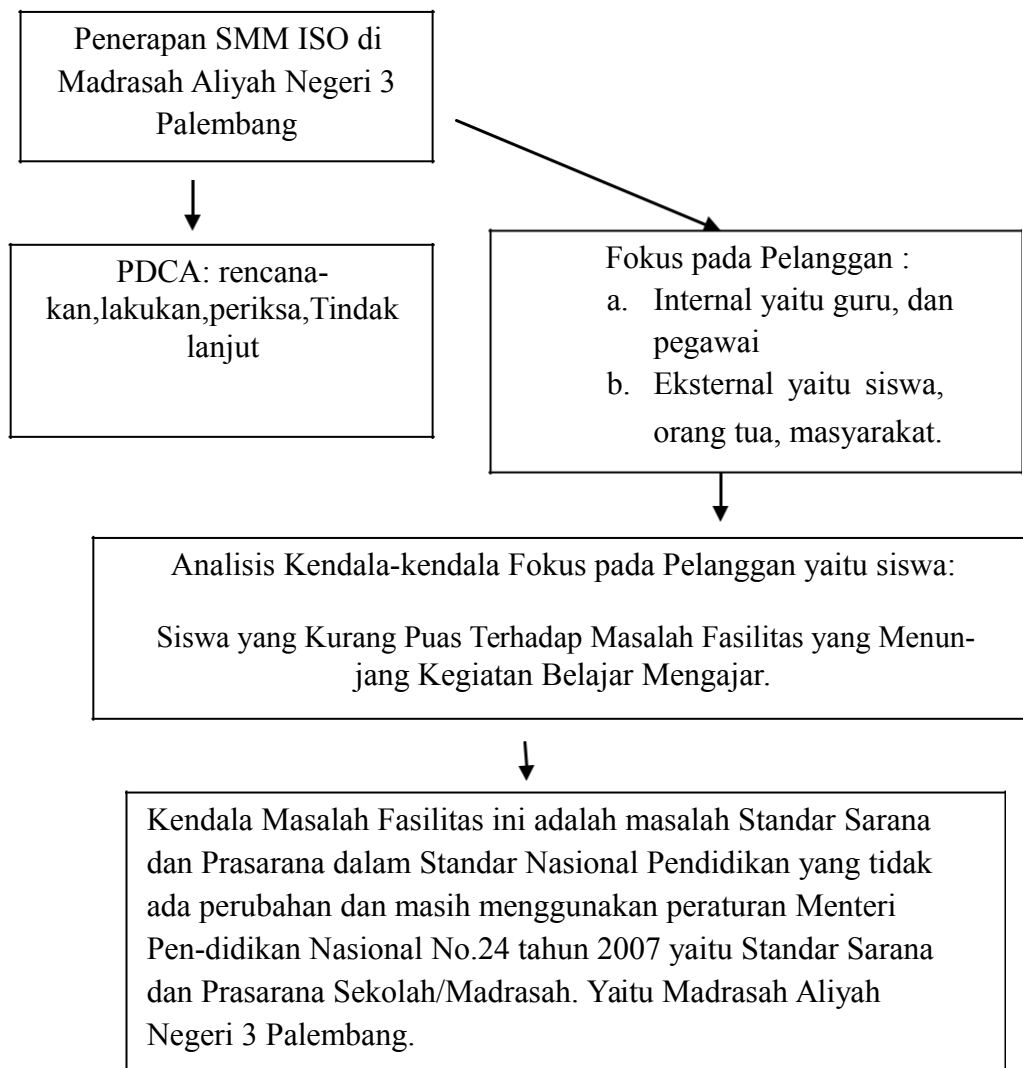 Penerapan SMM ISO di
Madrasah Aliyah Negeri 3
Palembang
PDCA: rencana-
kan,lakukan,periksa,Tindak
lanjut
Fokus pada Pelanggan :
a. Internal yaitu guru, dan
pegawai
b. Eksternal yaitu siswa,
orang tua, masyarakat.
Analisis Kendala-kendala Fokus pada Pelanggan yaitu siswa:
Siswa yang Kurang Puas Terhadap Masalah Fasilitas yang Menun-
jang Kegiatan Belajar Mengajar.
Kendala Masalah Fasilitas ini adalah masalah Standar Sarana
dan Prasarana dalam Standar Nasional Pendidikan yang tidak
ada perubahan dan masih menggunakan peraturan Menteri
Pen-didikan Nasional No.24 tahun 2007 yaitu Standar Sarana
dan Prasarana Sekolah/Madrasah. Yaitu Madrasah Aliyah
Negeri 3 Palembang.